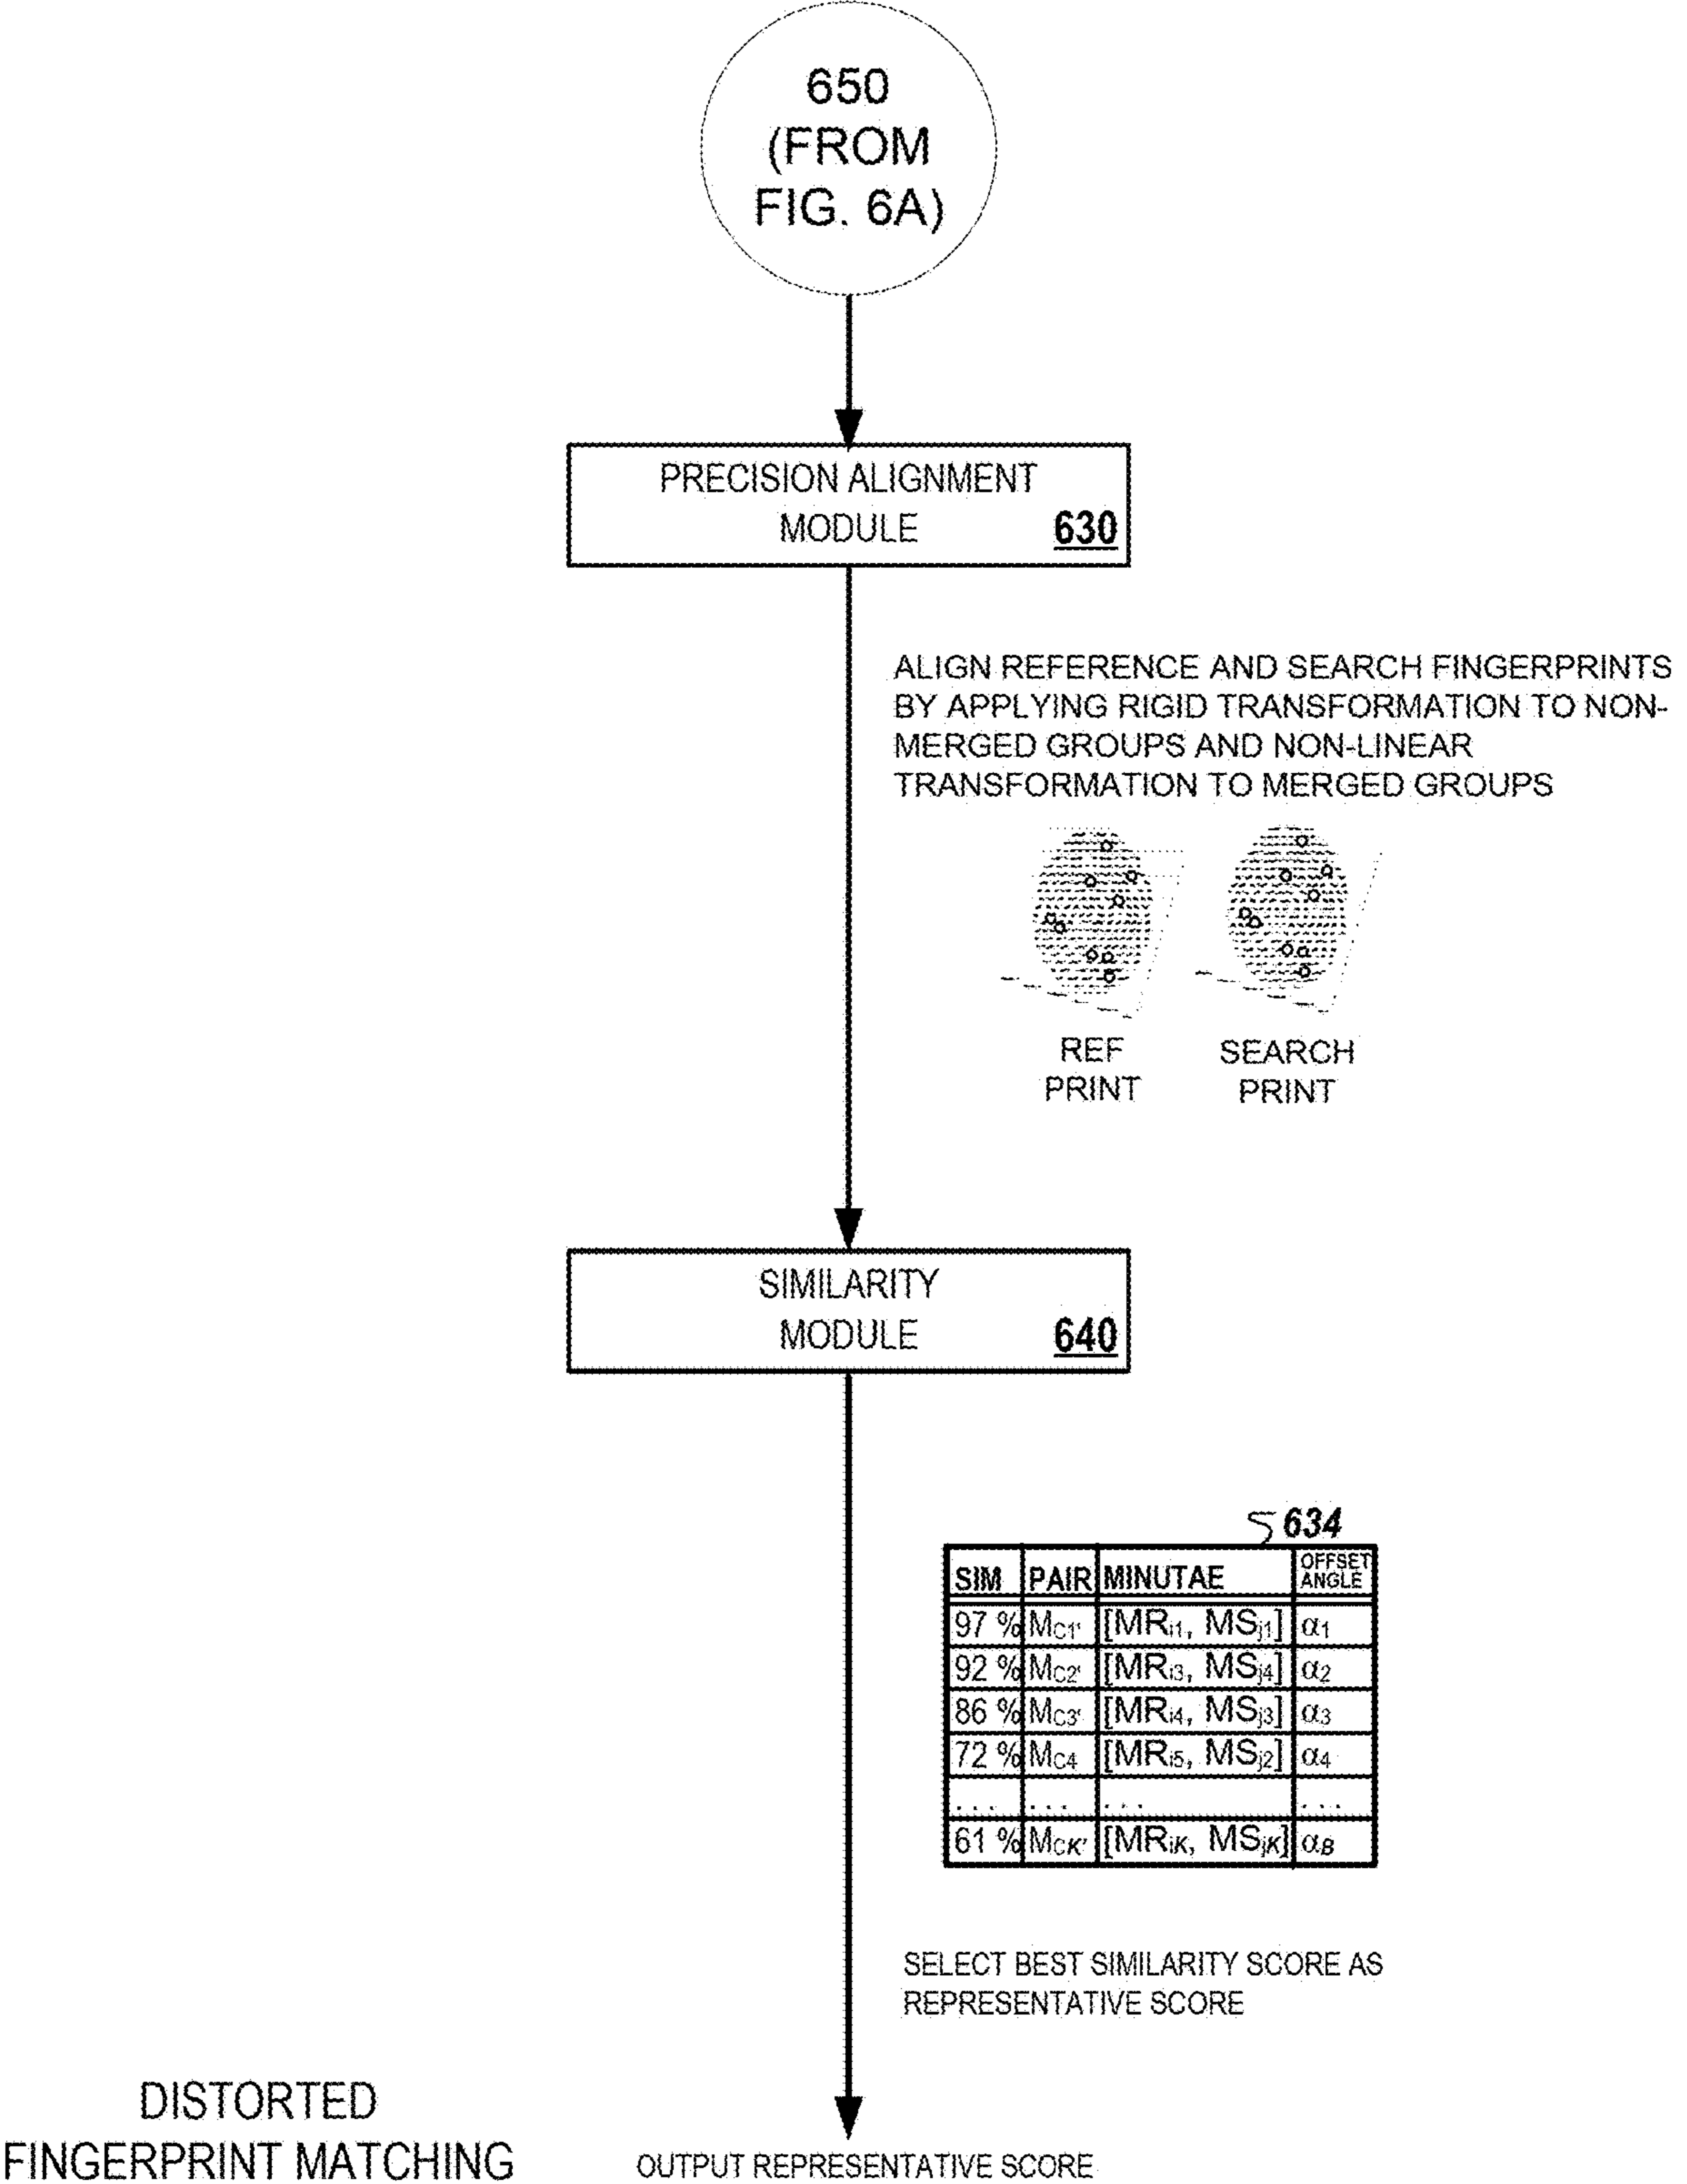 650
(FROM
FIG. 6A)
PRECISION ALIGNMENT
MODULE 630
ALIGN REFERENCE AND SEARCH FINGERPRINTS
BY APPLYING RIGID TRANSFORMATION TO NON-
MERGED GROUPS AND NON-LINEAR
TRANSFORMATION TO MERGED GROUPS
REF
PRINT
SEARCH
PRINT
SIMILARITY
MODULE 640
634
SIM PAIR MINUTAE OFFSET ANGLE
97 % MC1' [MRi1, MSj1] α1
92 % MC2' [MRi3, MSj4] α2
86 % MC3' [MRi4, MSj3] α3
72 % MC4 [MRi5, MSj2] α4
... ... ... ...
61 % MCK' [MRiK, MSjK] αB
SELECT BEST SIMILARITY SCORE AS
REPRESENTATIVE SCORE
DISTORTED
FINGERPRINT MATCHING
OUTPUT REPRESENTATIVE SCORE